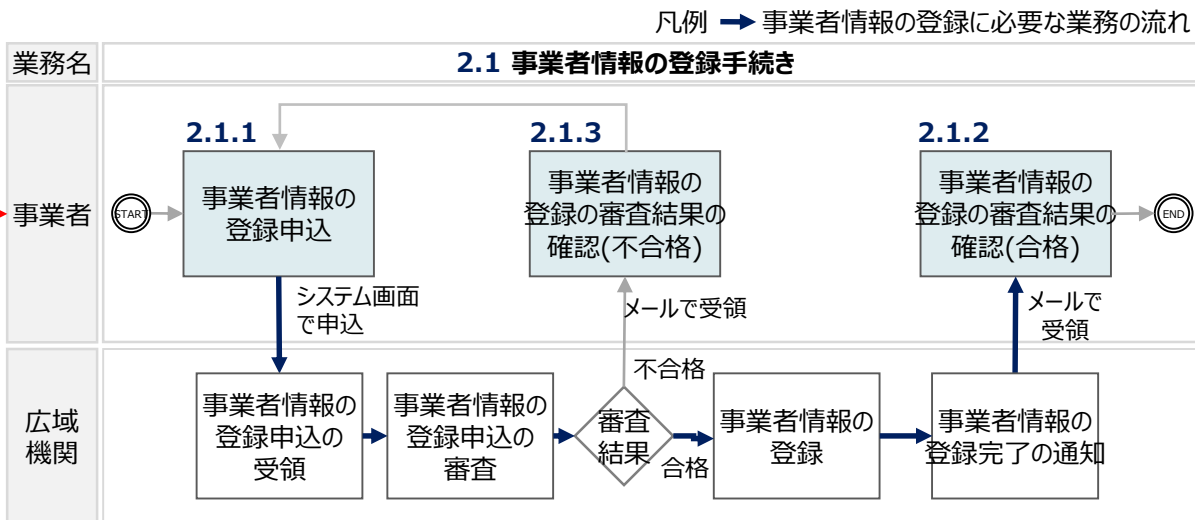 凡例 事業者情報の登録に必要な業務の流れ
業務名
2.1 事業者情報の登録手続き
事業者
START
2.1.1
事業者情報の
登録申込
システム画面
で申込
2.1.3
事業者情報の
登録の審査結果の
確認(不合格)
メールで受領
2.1.2
事業者情報の
登録の審査結果の
確認(合格)
END
メールで
受領
広域
機関
事業者情報の
登録申込の
受領
事業者情報の
登録申込の
審査
審査
結果
不合格
合格
事業者情報の
登録
事業者情報の
登録完了の通知